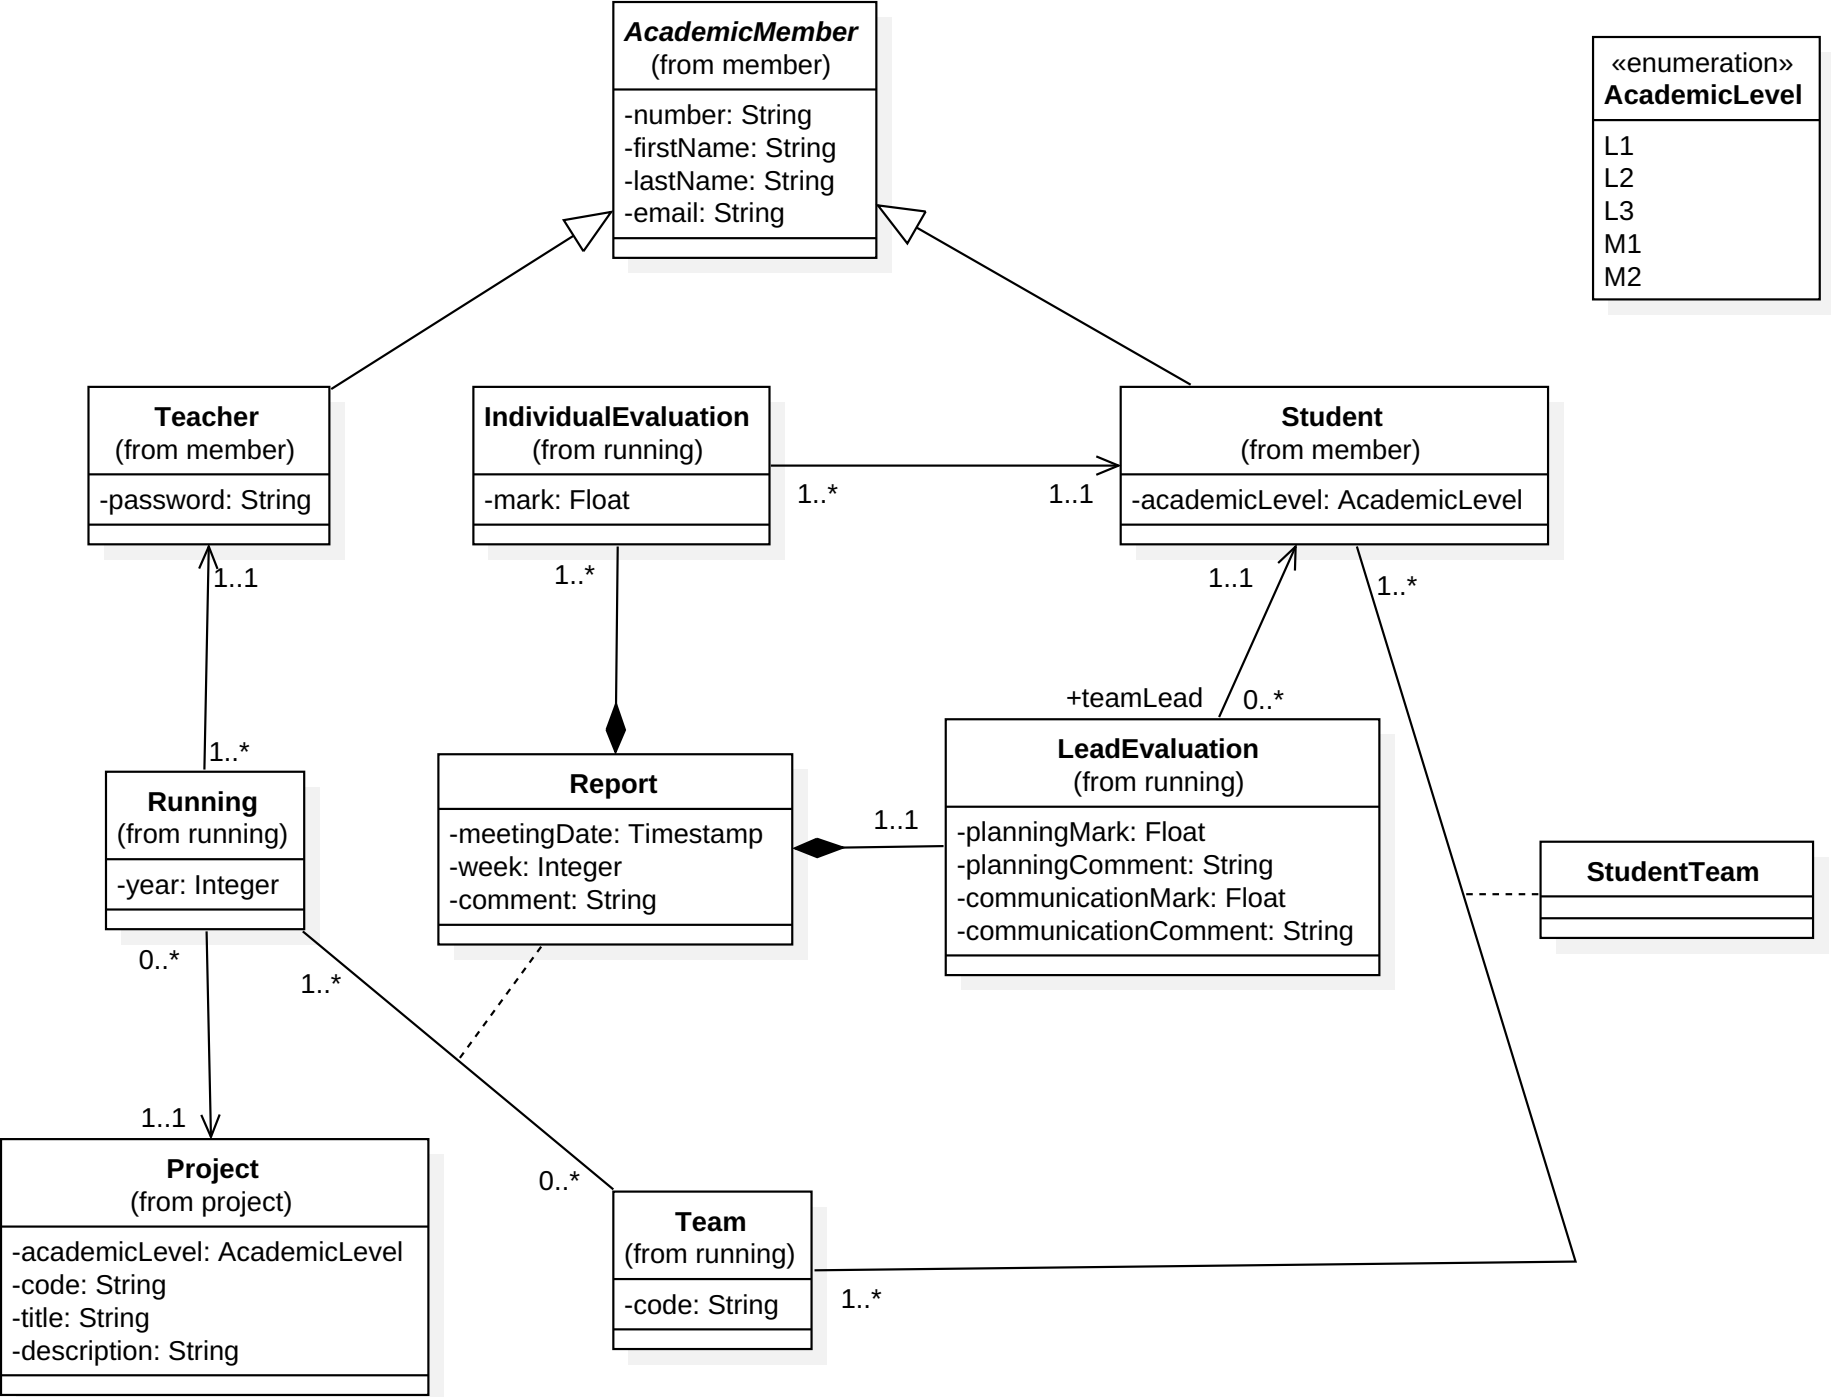 AcademicMember
(from member)
-number: String
-firstName: String
-lastName: String
-email: String
«enumeration»
AcademicLevel
L1
L2
L3
M1
M2
Teacher
(from member)
-password: String
IndividualEvaluation
(from running)
-mark: Float
Student
(from member)
-academicLevel: AcademicLevel
1..*
1..1
1..1
1..*
1..1
1..*
+teamLead
0..*
1..*
Running
(from running)
-year: Integer
Report
-meetingDate: Timestamp
-week: Integer
-comment: String
1..1
LeadEvaluation
(from running)
-planningMark: Float
-planningComment: String
-communicationMark: Float
-communicationComment: String
StudentTeam
0..*
1..*
1..1
0..*
Project
(from project)
-academicLevel: AcademicLevel
-code: String
-title: String
-description: String
Team
(from running)
-code: String
1..*